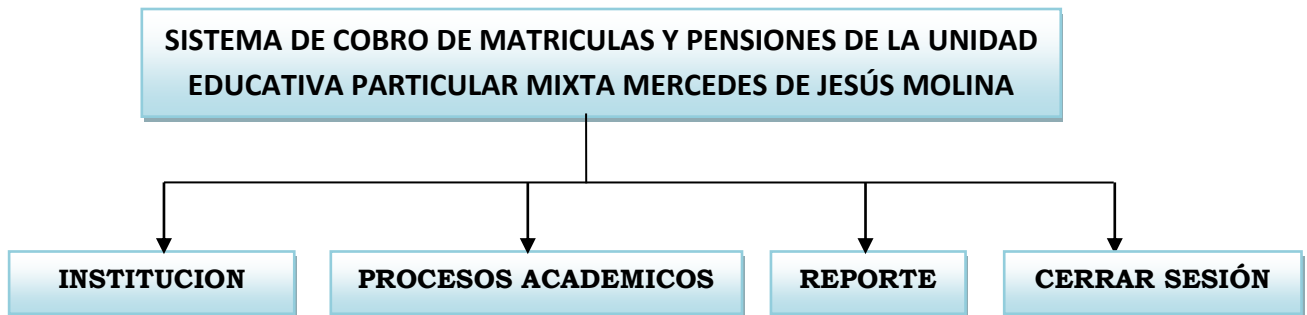 SISTEMA DE COBRO DE MATRICULAS Y PENSIONES DE LA UNIDAD
EDUCATIVA PARTICULAR MIXTA MERCEDES DE JESÚS MOLINA
INSTITUCION
PROCESOS ACADEMICOS
REPORTE
CERRAR SESIÓN